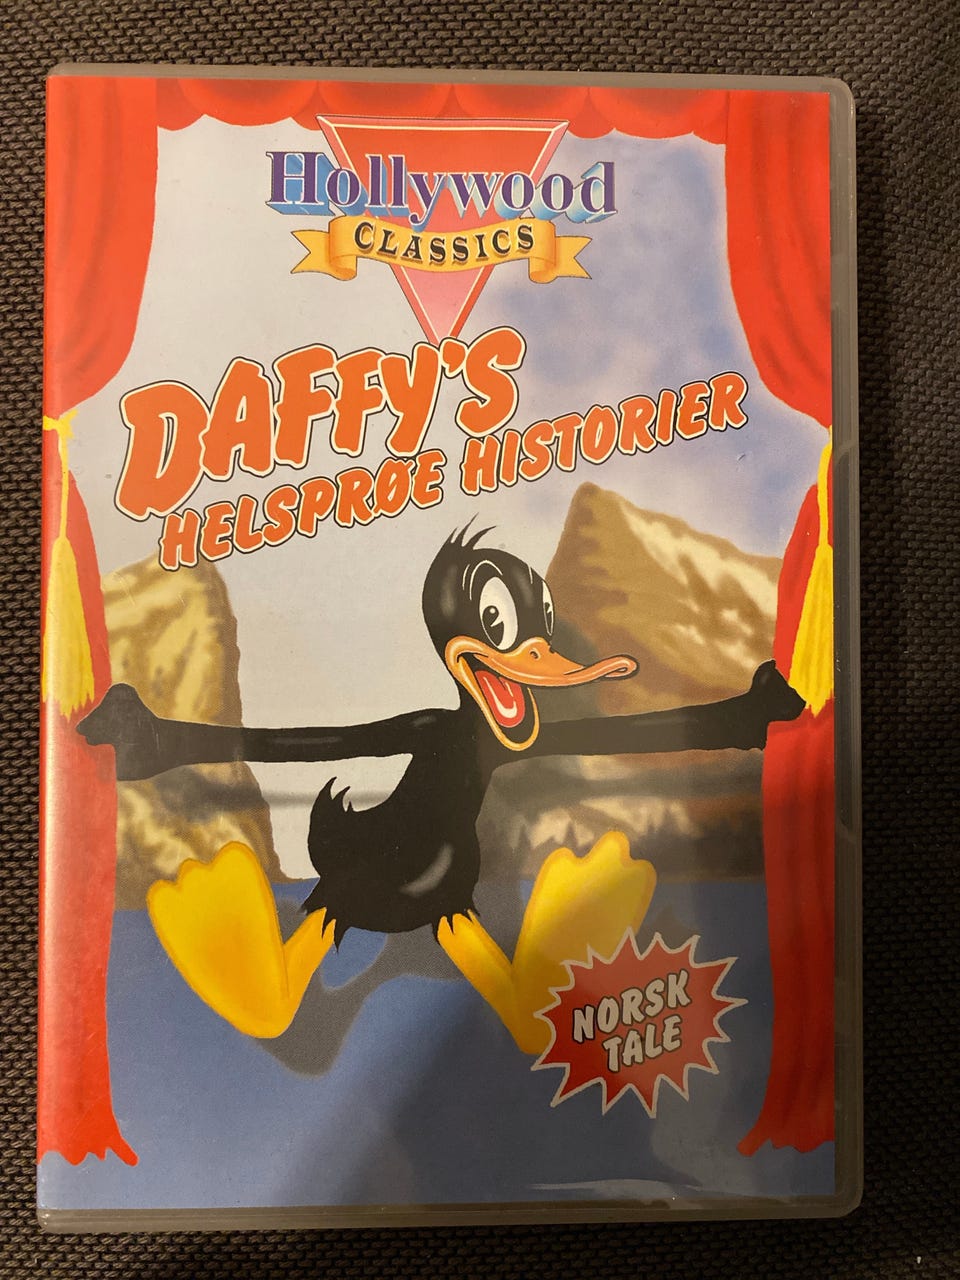 Hollywood
CLASSICS
DAFFY'S
HELSPRØE HISTORIER
NORSK
TALE